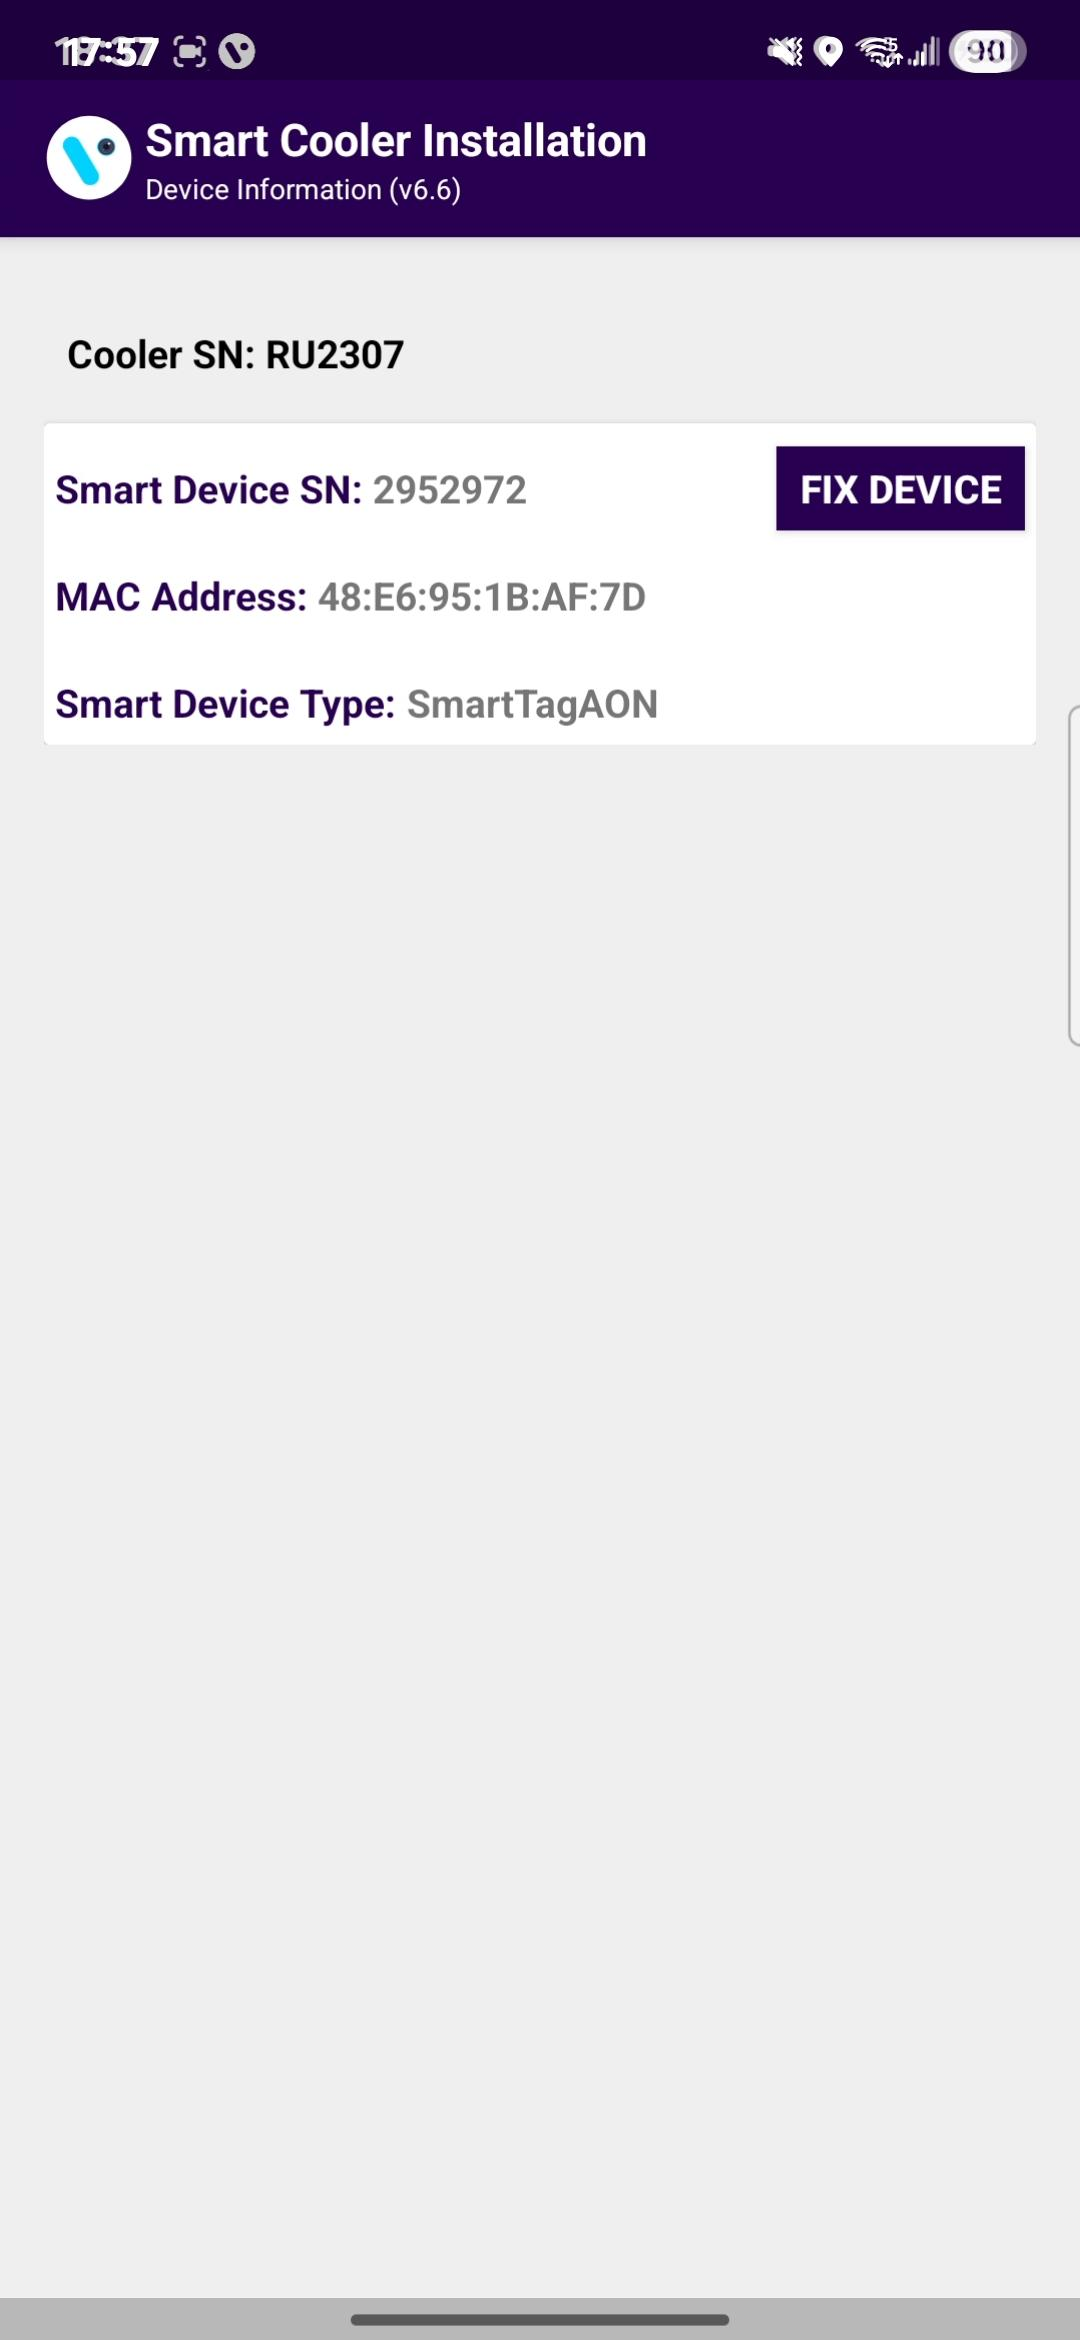 Smart Cooler Installation
Device Information (v6.6)
Cooler SN: RU2307
Smart Device SN: 2952972
FIX DEVICE
MAC Address: 48:E6:95:1B:AF:7D
Smart Device Type: SmartTagAON